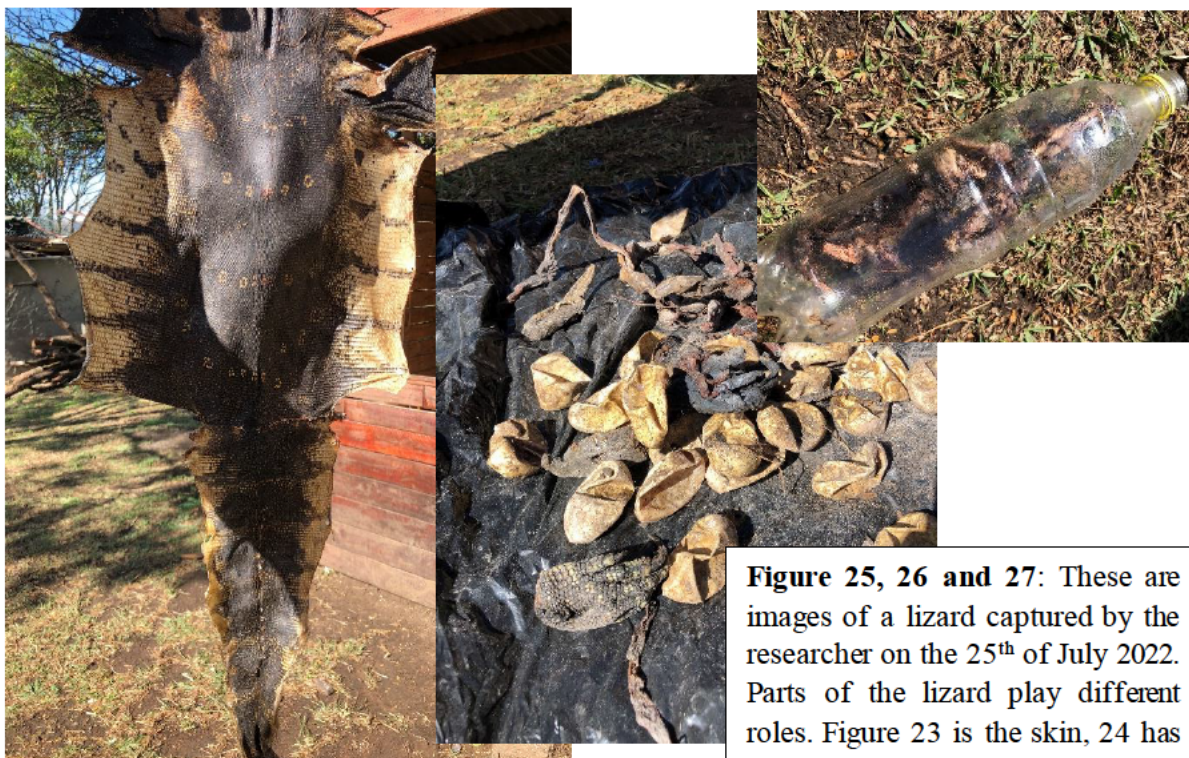 Figure 25, 26 and 27: These are
images of a lizard captured by the
researcher on the 25th of July 2022.
Parts of the lizard play different
roles. Figure 23 is the skin, 24 has